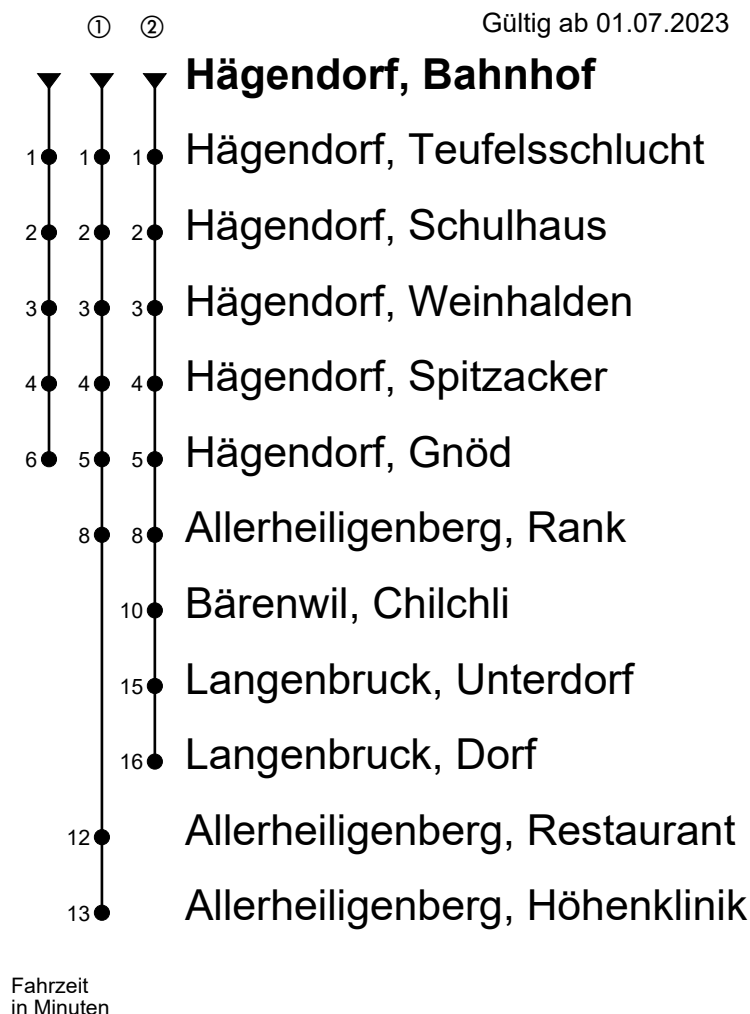 ① ② Gültig ab 01.07.2023
Hägendorf, Bahnhof
1 1 1 Hägendorf, Teufelsschlucht
2 2 2 Hägendorf, Schulhaus
3 3 3 Hägendorf, Weinhalden
4 4 4 Hägendorf, Spitzacker
6 5 5 Hägendorf, Gnöd
8 8 Allerheiligenberg, Rank
10 Bärenwil, Chilchli
15 Langenbruck, Unterdorf
16 Langenbruck, Dorf
12 Allerheiligenberg, Restaurant
13 Allerheiligenberg, Höhenklinik
Fahrzeit
in Minuten